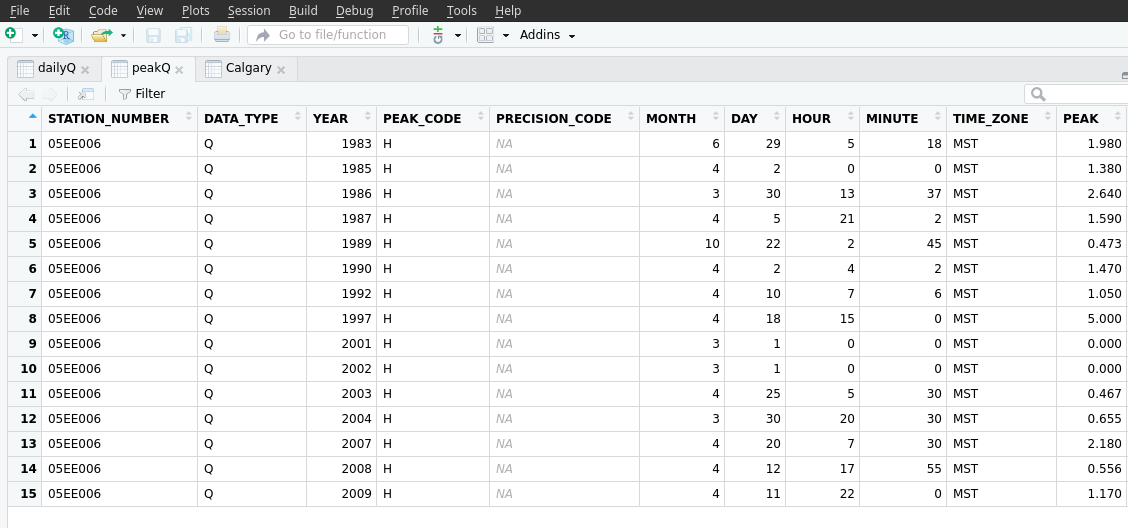 File Edit Code View Plots Session Build Debug Profile Tools Help
R Go to file/function Git Addins
dailyQ peakQ Calgary
Filter
STATION_NUMBER DATA_TYPE YEAR PEAK_CODE PRECISION_CODE MONTH DAY HOUR MINUTE TIME_ZONE PEAK
1 05EE006 Q 1983 H NA 6 29 5 18 MST 1.980
2 05EE006 Q 1985 H NA 4 2 0 0 MST 1.380
3 05EE006 Q 1986 H NA 3 30 13 37 MST 2.640
4 05EE006 Q 1987 H NA 4 5 21 2 MST 1.590
5 05EE006 Q 1989 H NA 10 22 2 45 MST 0.473
6 05EE006 Q 1990 H NA 4 2 4 2 MST 1.470
7 05EE006 Q 1992 H NA 4 10 7 6 MST 1.050
8 05EE006 Q 1997 H NA 4 18 15 0 MST 5.000
9 05EE006 Q 2001 H NA 3 1 0 0 MST 0.000
10 05EE006 Q 2002 H NA 3 1 0 0 MST 0.000
11 05EE006 Q 2003 H NA 4 25 5 30 MST 0.467
12 05EE006 Q 2004 H NA 3 30 20 30 MST 0.655
13 05EE006 Q 2007 H NA 4 20 7 30 MST 2.180
14 05EE006 Q 2008 H NA 4 12 17 55 MST 0.556
15 05EE006 Q 2009 H NA 4 11 22 0 MST 1.170